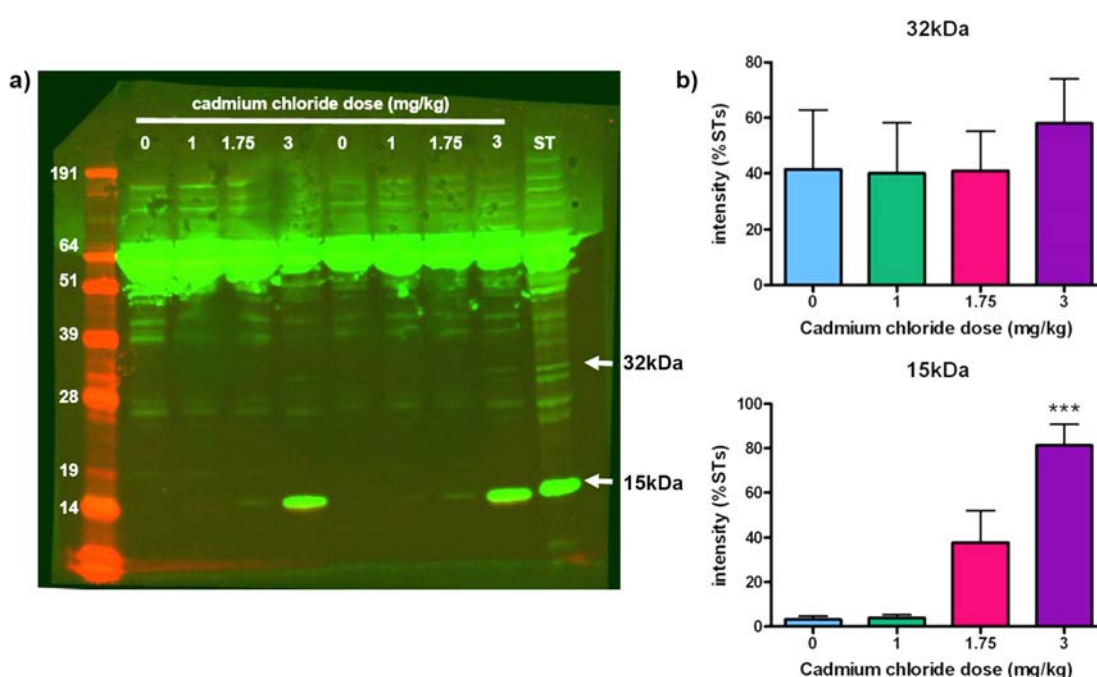 a)
cadmium chloride dose (mg/kg)
0 1 1.75 3 0 1 1.75 3 ST
191
64
51
39
28
19
14
32kDa
15kDa
b)
32kDa
intensity (%STs)
80
60
40
20
0
0 1 1.75 3
Cadmium chloride dose (mg/kg)
15kDa
***
intensity (%STs)
100
80
60
40
20
0
0 1 1.75 3
Cadmium chloride dose (mg/kg)